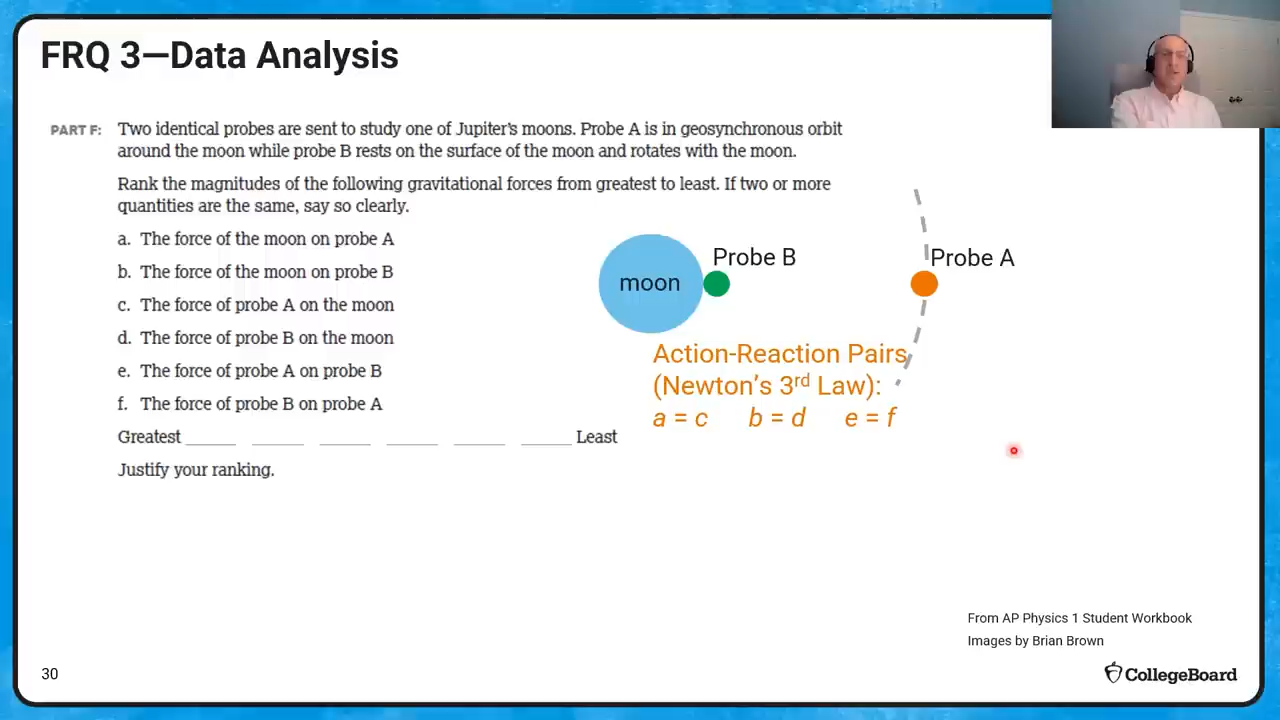 FRQ 3—Data Analysis
PART F: Two identical probes are sent to study one of Jupiter's moons. Probe A is in geosynchronous orbit
around the moon while probe B rests on the surface of the moon and rotates with the moon.
Rank the magnitudes of the following gravitational forces from greatest to least. If two or more
quantities are the same, say so clearly.
a. The force of the moon on probe A
b. The force of the moon on probe B
c. The force of probe A on the moon
d. The force of probe B on the moon
e. The force of probe A on probe B
f. The force of probe B on probe A
Greatest _____ _____ _____ _____ _____ _____ Least
Justify your ranking.
moon
Probe B
Probe A
Action-Reaction Pairs
(Newton's 3rd Law):
a = c b = d e = f
From AP Physics 1 Student Workbook
Images by Brian Brown
30
CollegeBoard